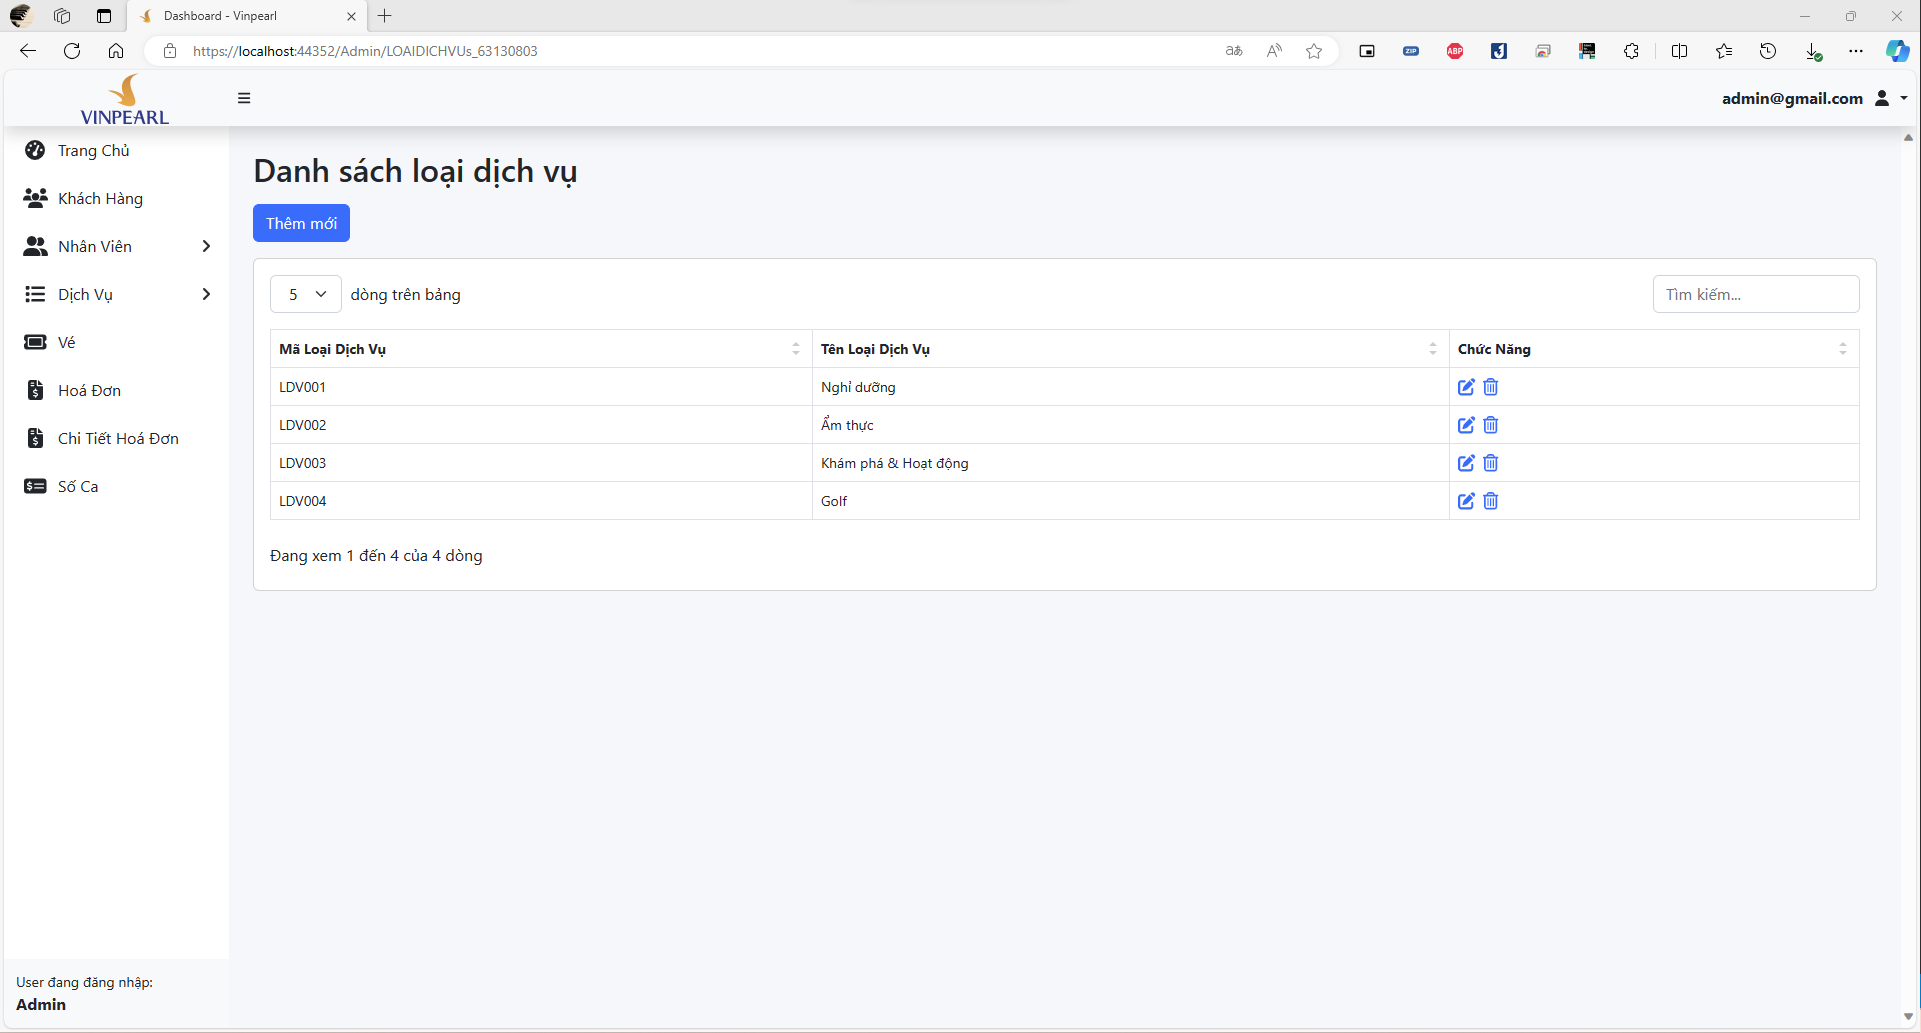 Dashboard - Vinpearl
https://localhost:44352/Admin/LOAIDICHVUs_63130803
ZIP
ABP
VINPEARL
admin@gmail.com
Trang Chủ
Khách Hàng
Nhân Viên
Dịch Vụ
Vé
Hoá Đơn
Chi Tiết Hoá Đơn
Số Ca
Danh sách loại dịch vụ
Thêm mới
5 dòng trên bảng
Tìm kiếm...
Mã Loại Dịch Vụ Tên Loại Dịch Vụ Chức Năng
LDV001 Nghỉ dưỡng
LDV002 Ẩm thực
LDV003 Khám phá & Hoạt động
LDV004 Golf
Đang xem 1 đến 4 của 4 dòng
User đang đăng nhập:
Admin